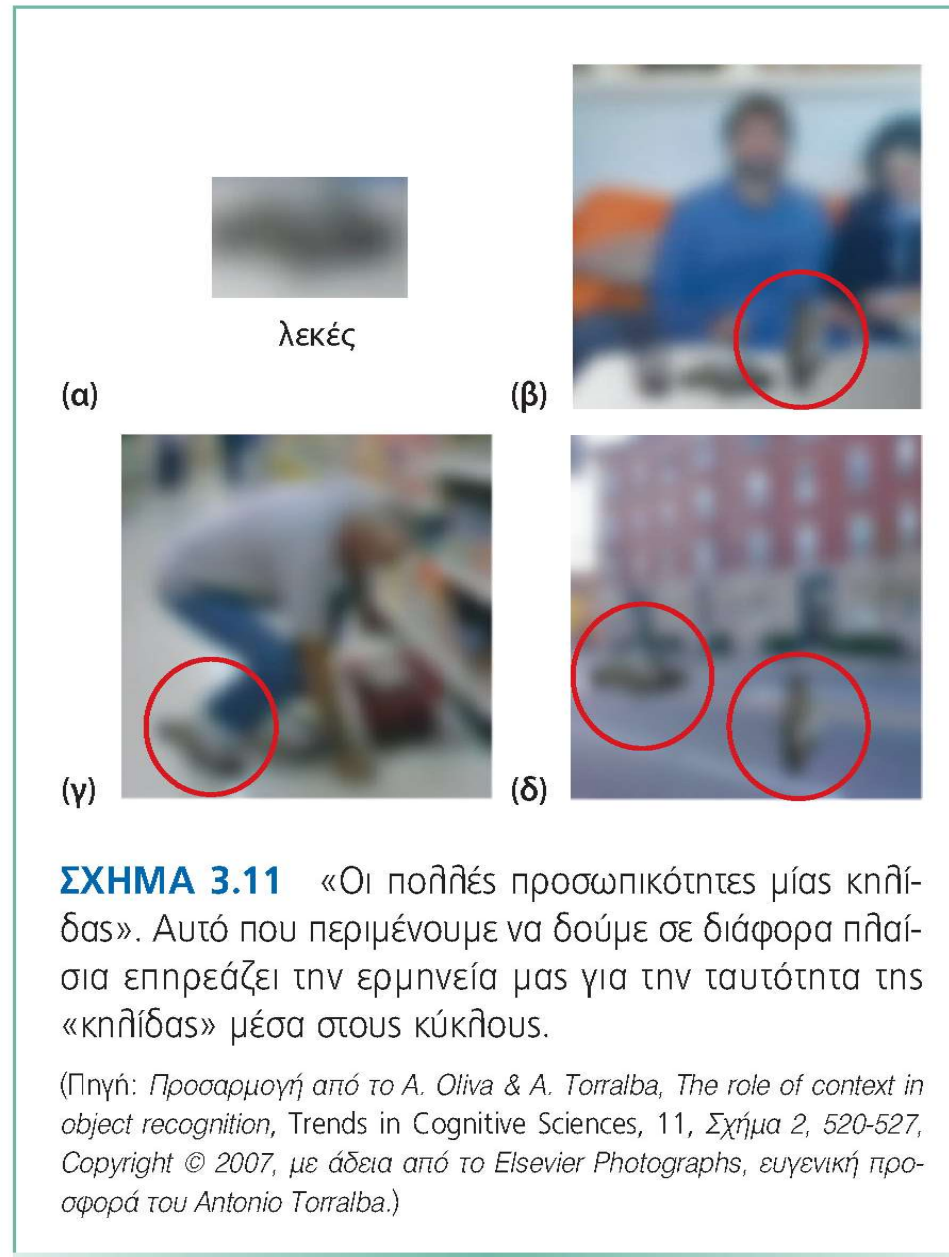 λεκές
(α)
(β)
(γ)
(δ)
ΣΧΗΜΑ 3.11 «Οι πολλές προσωπικότητες μίας κηλί-
δας». Αυτό που περιμένουμε να δούμε σε διάφορα πλαί-
σια επηρεάζει την ερμηνεία μας για την ταυτότητα της
«κηλίδας» μέσα στους κύκλους.
(Πηγή: Προσαρμογή από το A. Oliva & A. Torralba, The role of context in
object recognition, Trends in Cognitive Sciences, 11, Σχήμα 2, 520-527,
Copyright © 2007, με άδεια από το Elsevier Photographs, ευγενική προ-
σφορά του Antonio Torralba.)